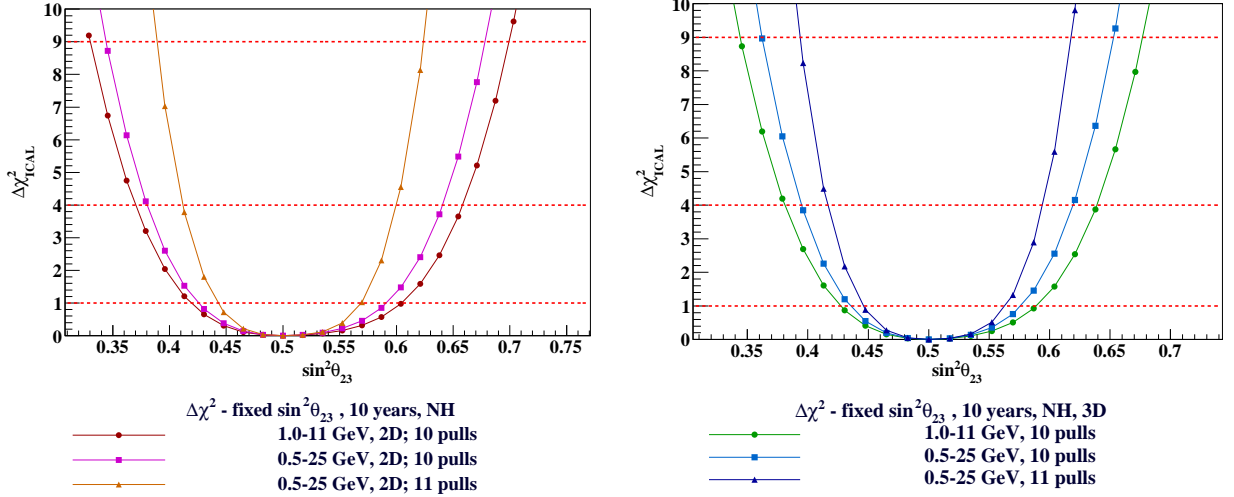 10
9
8
7
6
5
4
3
2
1
0
Δχ²ICAL
0.35 0.4 0.45 0.5 0.55 0.6 0.65 0.7 0.75
sin²θ23
Δχ² - fixed sin²θ23 , 10 years, NH
1.0-11 GeV, 2D; 10 pulls
0.5-25 GeV, 2D; 10 pulls
0.5-25 GeV, 2D; 11 pulls
10
9
8
7
6
5
4
3
2
1
0
Δχ²ICAL
0.35 0.4 0.45 0.5 0.55 0.6 0.65 0.7
sin²θ23
Δχ² - fixed sin²θ23 , 10 years, NH, 3D
1.0-11 GeV, 10 pulls
0.5-25 GeV, 10 pulls
0.5-25 GeV, 11 pulls